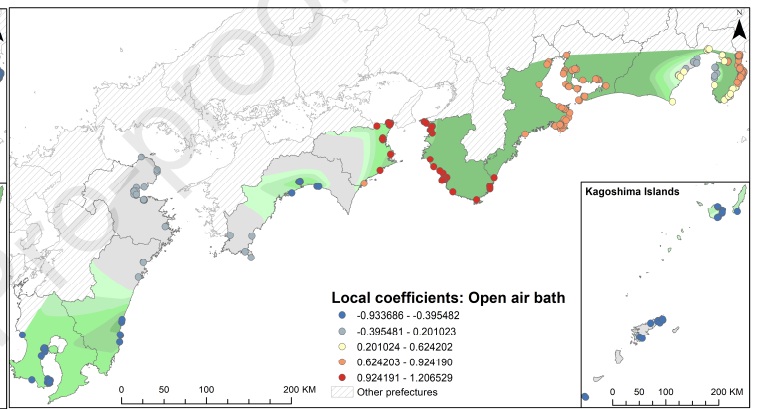 N
Kagoshima Islands
Local coefficients: Open air bath
-0.933686 - -0.395482
-0.395481 - 0.201023
0.201024 - 0.624202
0.624203 - 0.924190
0.924191 - 1.206529
Other prefectures
0 50 100 200 KM
0 50 100 200 KM